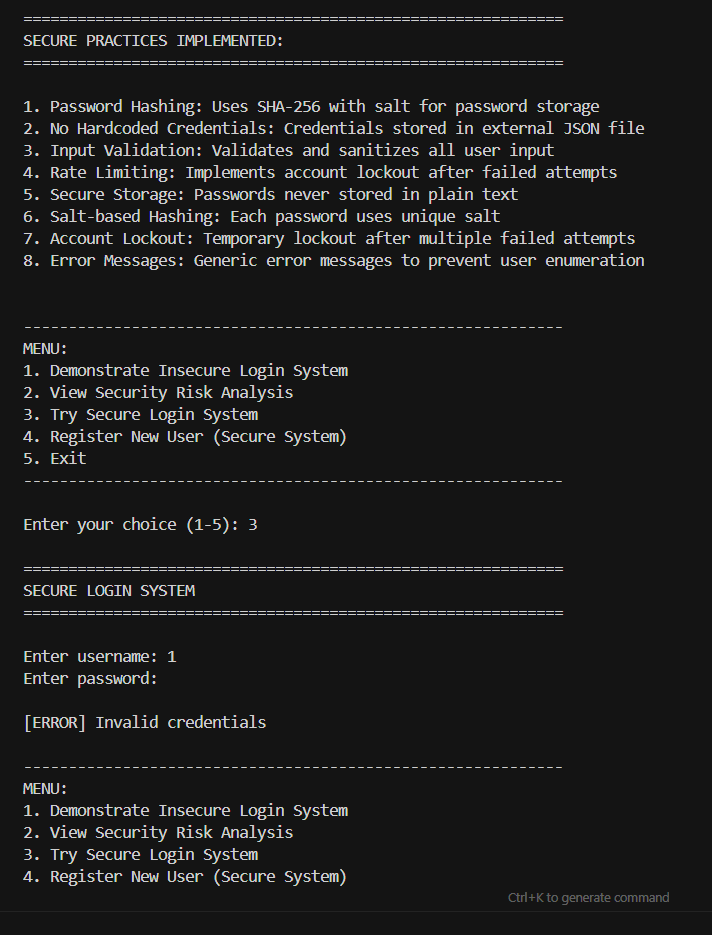 ============================================================
SECURE PRACTICES IMPLEMENTED:
============================================================
1. Password Hashing: Uses SHA-256 with salt for password storage
2. No Hardcoded Credentials: Credentials stored in external JSON file
3. Input Validation: Validates and sanitizes all user input
4. Rate Limiting: Implements account lockout after failed attempts
5. Secure Storage: Passwords never stored in plain text
6. Salt-based Hashing: Each password uses unique salt
7. Account Lockout: Temporary lockout after multiple failed attempts
8. Error Messages: Generic error messages to prevent user enumeration
------------------------------------------------------------
MENU:
1. Demonstrate Insecure Login System
2. View Security Risk Analysis
3. Try Secure Login System
4. Register New User (Secure System)
5. Exit
------------------------------------------------------------
Enter your choice (1-5): 3
============================================================
SECURE LOGIN SYSTEM
============================================================
Enter username: 1
Enter password:
[ERROR] Invalid credentials
------------------------------------------------------------
MENU:
1. Demonstrate Insecure Login System
2. View Security Risk Analysis
3. Try Secure Login System
4. Register New User (Secure System)
Ctrl+K to generate command